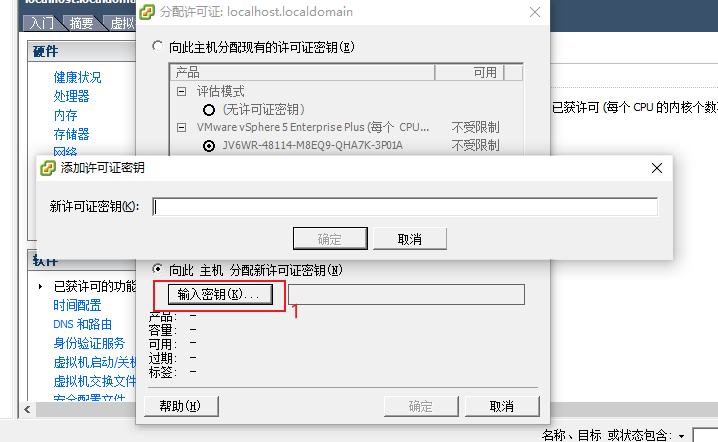 localhost.localdomain
入门 摘要 虚拟
硬件
健康状况
处理器
内存
存储器
网络
软件
已获许可的功能
时间配置
DNS 和路由
身份验证服务
虚拟机启动/关机
虚拟机交换文件
安全配置文件
分配许可证: localhost.localdomain
向此主机分配现有的许可证密钥(E)
产品 可用
评估模式
(无许可证密钥)
VMware vSphere 5 Enterprise Plus (每个 CPU... 不受限制
JV6WR-48114-M8EQ9-QHA7K-3P01A 不受限制
已获许可 (每个 CPU 的内核个数
添加许可证密钥
新许可证密钥(K):
确定 取消
向此 主机 分配新许可证密钥(N)
输入密钥(K)...
1
产品: -
容量: -
可用: -
过期: -
标签: -
帮助(H) 确定 取消
名称、目标 或状态包含: